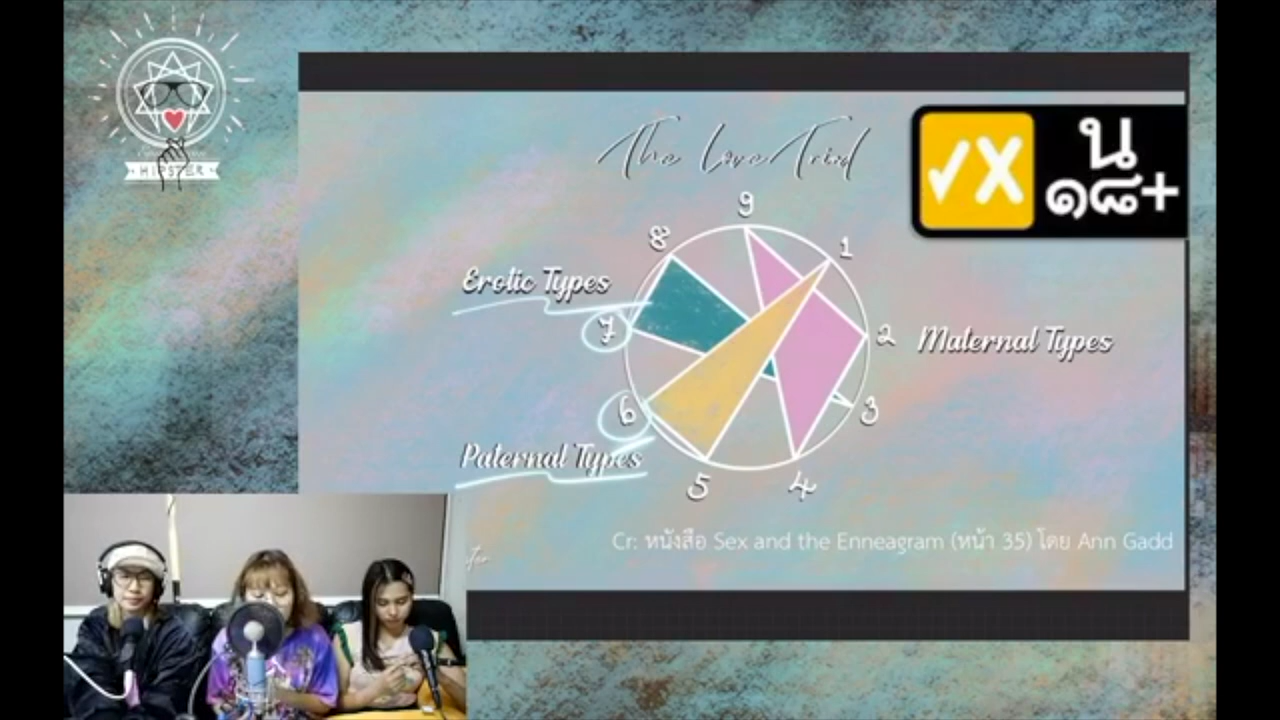 HIPSTER
The Love Triad
✓X
น
๑๘+
9
8
1
Erotic Types
7
2
Maternal Types
6
3
Paternal Types
5
4
Cr: หนังสือ Sex and the Enneagram (หน้า 35) โดย Ann Gadd